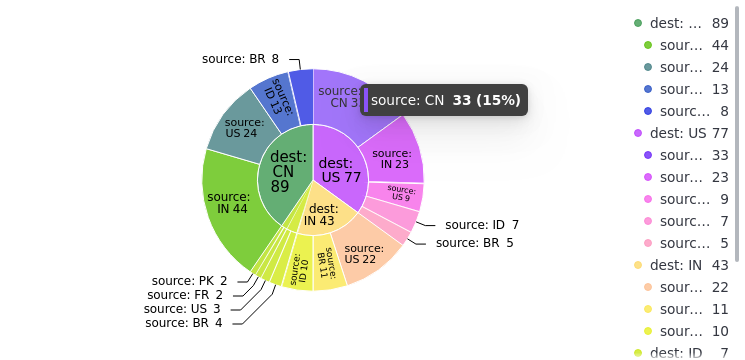 source: BR 8
source:
CN 33
source: CN 33 (15%)
source:
ID 13
source:
US 24
source:
IN 23
dest:
CN
89
dest:
US 77
source:
US 9
source:
IN 44
dest:
IN 43
source: ID 7
source: BR 5
source:
US 22
source:
BR 11
source:
ID 10
source: PK 2
source: FR 2
source: US 3
source: BR 4
dest: ... 89
sour... 44
sour... 24
sour... 13
sourc... 8
dest: US 77
sour... 33
sour... 23
sourc... 9
sourc... 7
sourc... 5
dest: IN 43
sour... 22
sour... 11
sour... 10
dest: ID 7